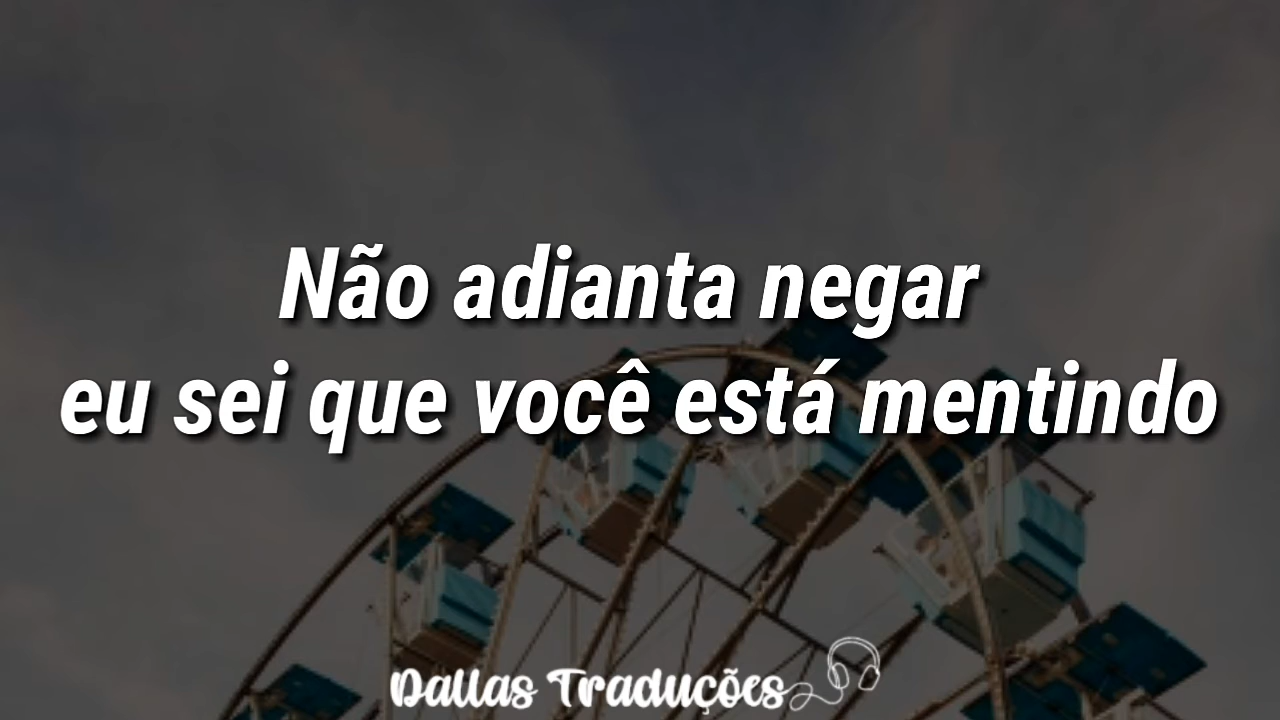 Não adianta negar
eu sei que você está mentindo
Dallas Traduções